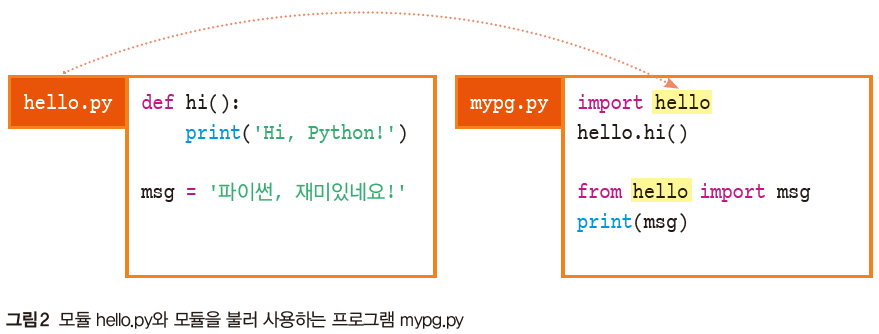 hello.py
def hi():
    print('Hi, Python!')
msg = '파이썬, 재미있네요!'
mypg.py
import hello
hello.hi()
from hello import msg
print(msg)
그림2 모듈 hello.py와 모듈을 불러 사용하는 프로그램 mypg.py